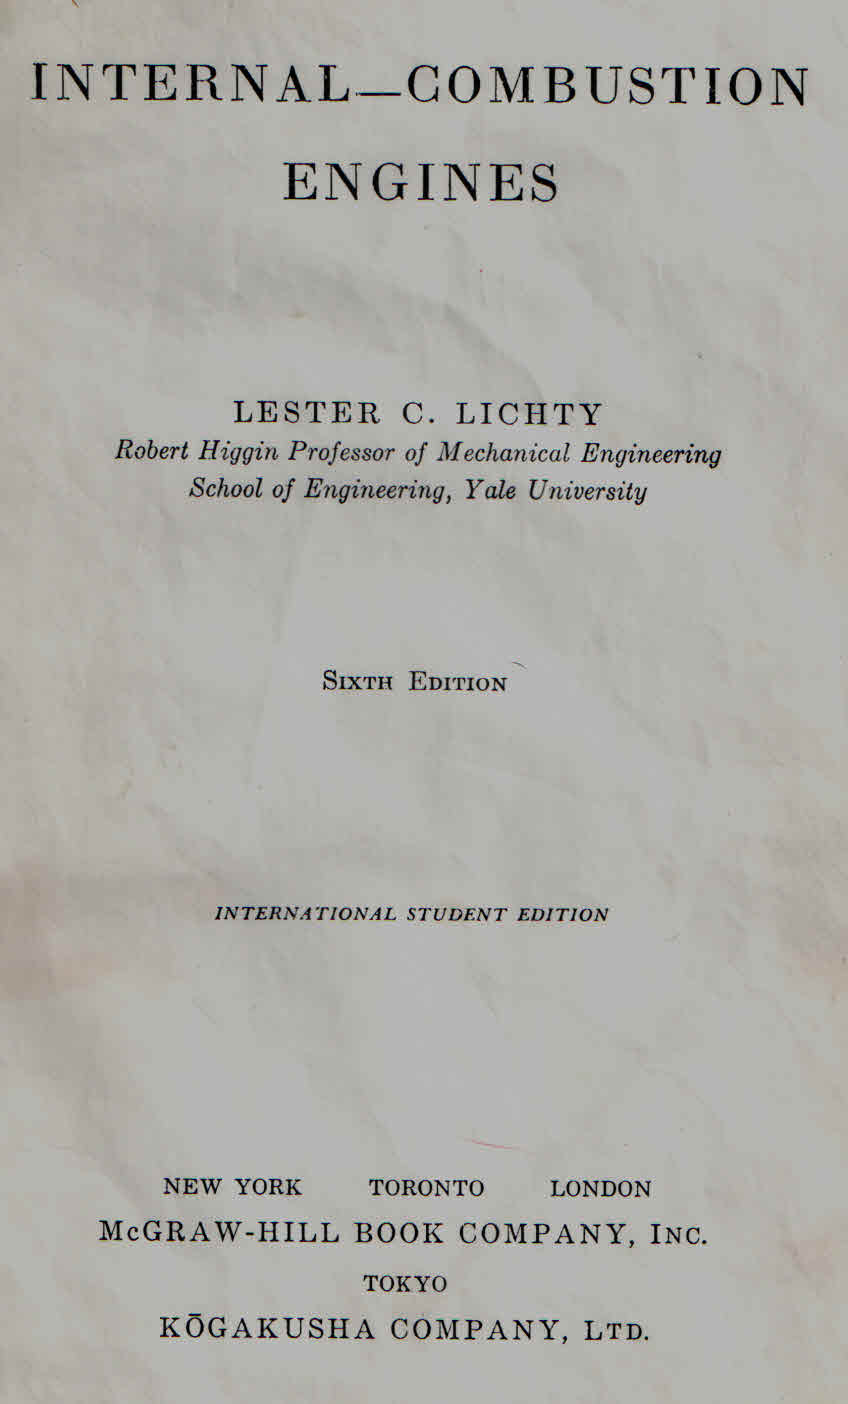 INTERNAL—COMBUSTION
ENGINES
LESTER C. LICHTY
Robert Higgin Professor of Mechanical Engineering
School of Engineering, Yale University
SIXTH EDITION
INTERNATIONAL STUDENT EDITION
NEW YORK TORONTO LONDON
McGRAW-HILL BOOK COMPANY, INC.
TOKYO
KŌGAKUSHA COMPANY, LTD.